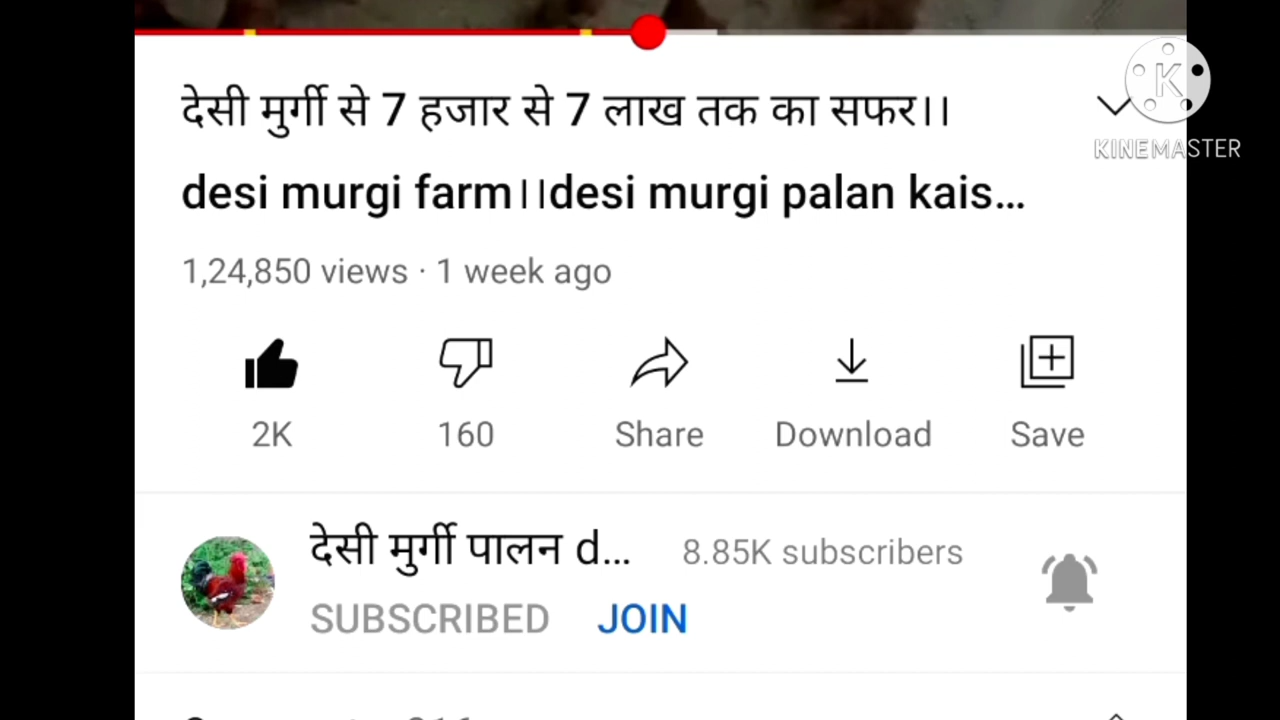 देसी मुर्गी से 7 हजार से 7 लाख तक का सफर।।
K
KINEMASTER
desi murgi farm।।desi murgi palan kais...
1,24,850 views · 1 week ago
2K
160
Share
Download
Save
देसी मुर्गी पालन d...
8.85K subscribers
SUBSCRIBED
JOIN